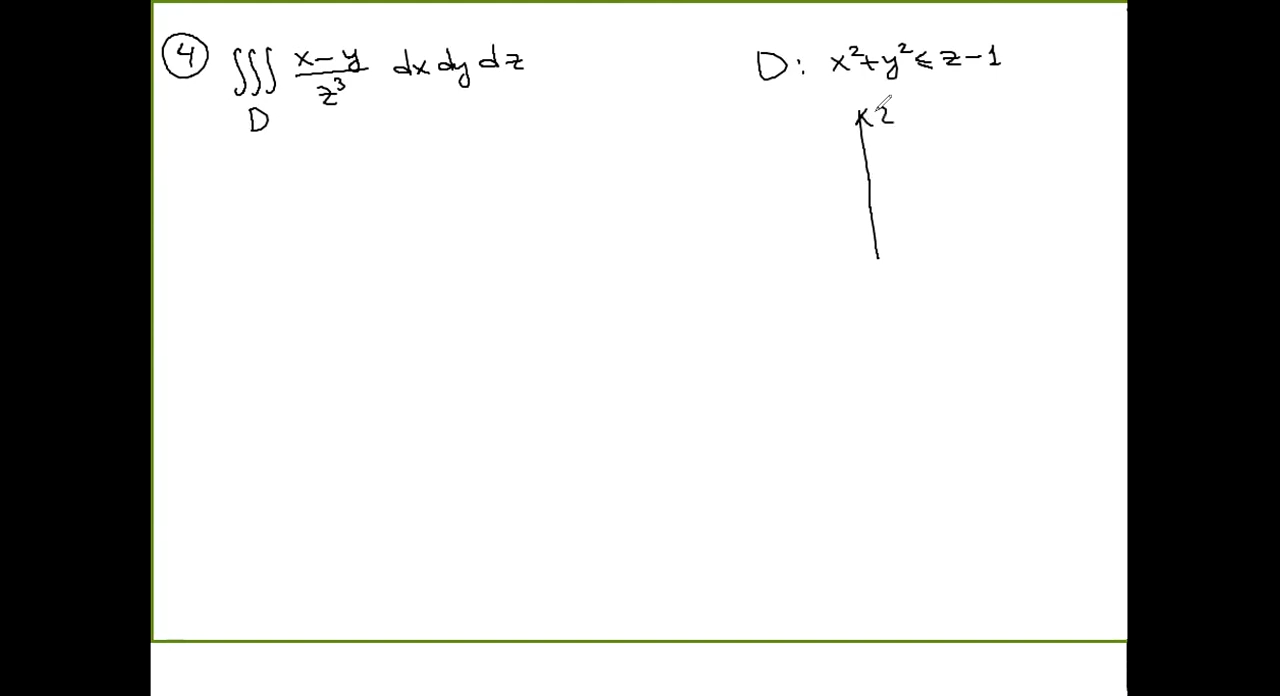 ④ ∭ x-y/z³ dx dy dz D: x²+y² ≤ z-1
D z